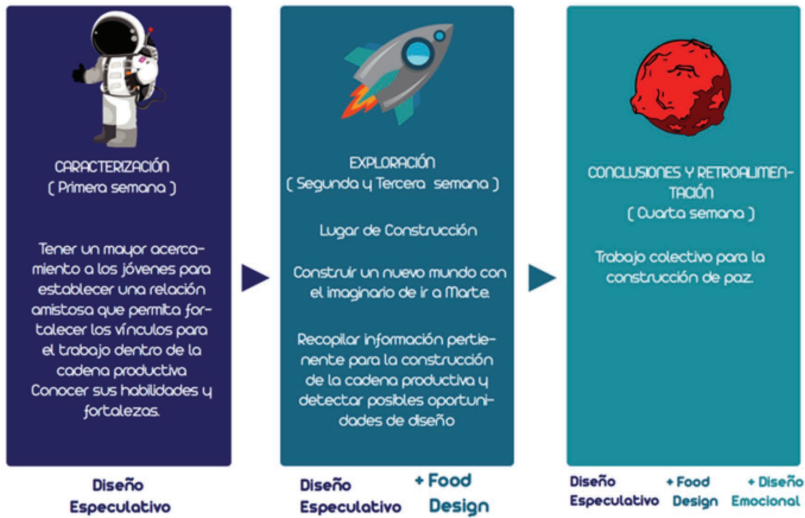 CARACTERIZACIÓN
( Primera semana )
Tener un mayor acerca-
miento a los jóvenes para
establecer una relación
amistosa que permita for-
talecer los vínculos para
el trabajo dentro de la
cadena productiva
Conocer sus habilidades y
fortalezas.
Diseño
Especulativo
EXPLORACIÓN
( Segunda y Tercera semana )
Lugar de Construcción
Construir un nuevo mundo con
el imaginario de ir a Marte.
Recopilar información pertie-
nente para la construcción
de la cadena productiva y
detectar posibles oportuni-
dades de diseño
Diseño + Food
Especulativo Design
CONCLUSIONES Y RETROALIMEN-
TACIÓN
( Cuarta semana )
Trabajo colectivo para la
construcción de paz.
Diseño + Food + Diseño
Especulativo Design Emocional